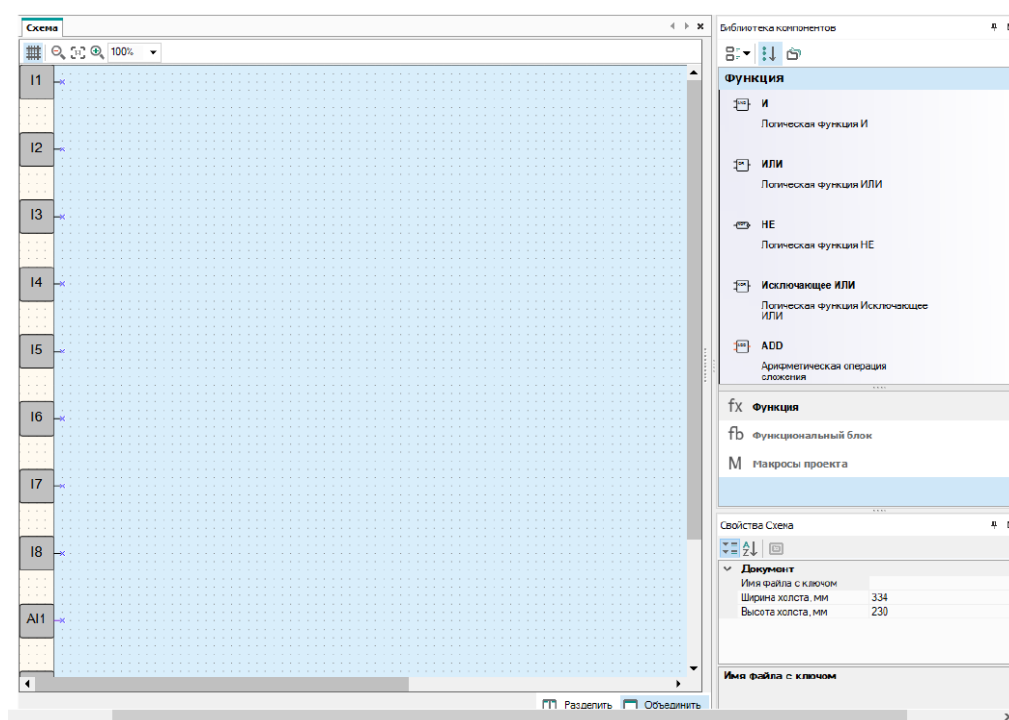 Схема
100%
I1
I2
I3
I4
I5
I6
I7
I8
AI1
Разделить Объединить
Библиотека компонентов
Функция
И
Логическая функция И
ИЛИ
Логическая функция ИЛИ
НЕ
Логическая функция НЕ
Исключающее ИЛИ
Логическая функция Исключающее
ИЛИ
ADD
Арифметическая операция
сложения
fx Функция
fb Функциональный блок
M Макросы проекта
Свойства Схема
Документ
Имя файла с ключом
Ширина холста, мм 334
Высота холста, мм 230
Имя файла с ключом